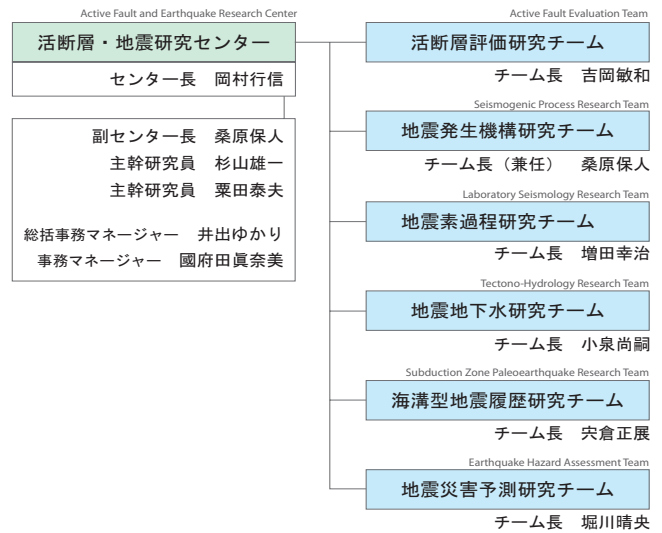 Active Fault and Earthquake Research Center
活断層・地震研究センター
センター長　岡村行信
副センター長　桑原保人
主幹研究員　杉山雄一
主幹研究員　粟田泰夫
総括事務マネージャー　井出ゆかり
事務マネージャー　國府田眞奈美
Active Fault Evaluation Team
活断層評価研究チーム
チーム長　吉岡敏和
Seismogenic Process Research Team
地震発生機構研究チーム
チーム長（兼任）　桑原保人
Laboratory Seismology Research Team
地震素過程研究チーム
チーム長　増田幸治
Tectono-Hydrology Research Team
地震地下水研究チーム
チーム長　小泉尚嗣
Subduction Zone Paleoearthquake Research Team
海溝型地震履歴研究チーム
チーム長　宍倉正展
Earthquake Hazard Assessment Team
地震災害予測研究チーム
チーム長　堀川晴央